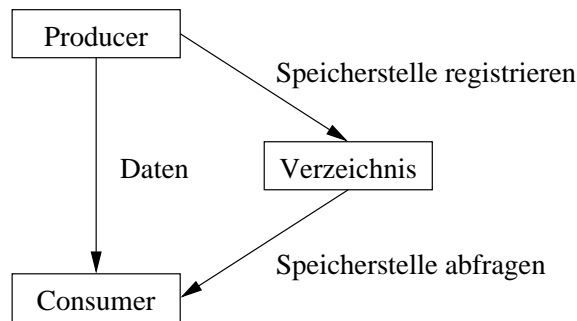 Producer
Speicherstelle registrieren
Daten
Verzeichnis
Speicherstelle abfragen
Consumer